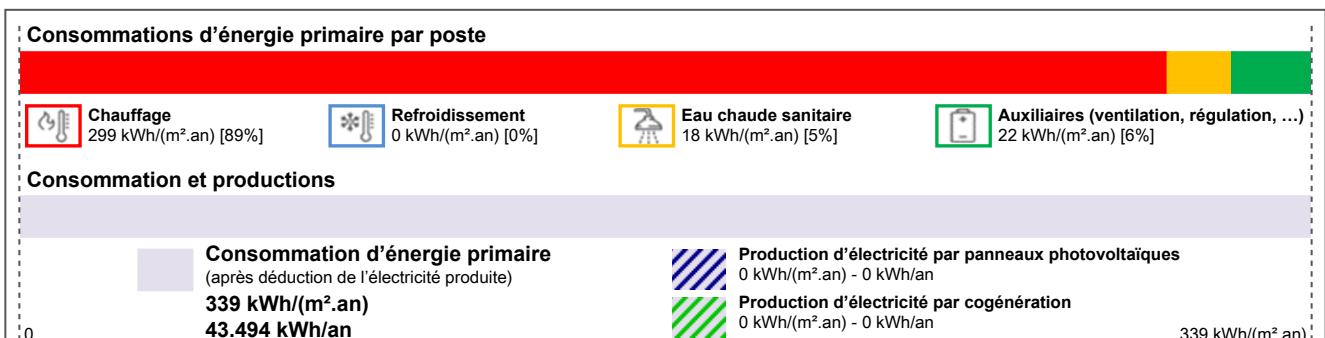 Consommations d'énergie primaire par poste
Chauffage
299 kWh/(m².an) [89%]
Refroidissement
0 kWh/(m².an) [0%]
Eau chaude sanitaire
18 kWh/(m².an) [5%]
Auxiliaires (ventilation, régulation, …)
22 kWh/(m².an) [6%]
Consommation et productions
Consommation d'énergie primaire
(après déduction de l'électricité produite)
339 kWh/(m².an)
43.494 kWh/an
Production d'électricité par panneaux photovoltaïques
0 kWh/(m².an) - 0 kWh/an
Production d'électricité par cogénération
0 kWh/(m².an) - 0 kWh/an
0
339 kWh/(m².an)